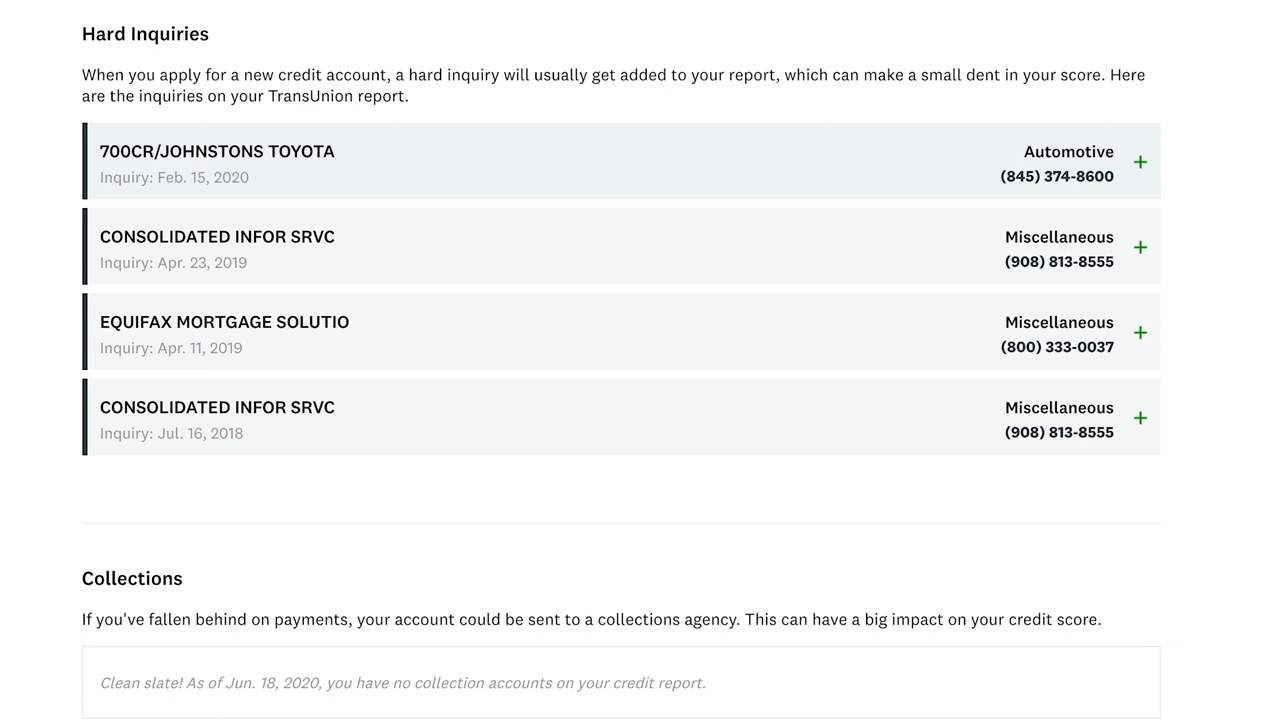 Hard Inquiries
When you apply for a new credit account, a hard inquiry will usually get added to your report, which can make a small dent in your score. Here
are the inquiries on your TransUnion report.
700CR/JOHNSTONS TOYOTA
Automotive
Inquiry: Feb. 15, 2020
(845) 374-8600
CONSOLIDATED INFOR SRVC
Miscellaneous
Inquiry: Apr. 23, 2019
(908) 813-8555
EQUIFAX MORTGAGE SOLUTIO
Miscellaneous
Inquiry: Apr. 11, 2019
(800) 333-0037
CONSOLIDATED INFOR SRVC
Miscellaneous
Inquiry: Jul. 16, 2018
(908) 813-8555
Collections
If you've fallen behind on payments, your account could be sent to a collections agency. This can have a big impact on your credit score.
Clean slate! As of Jun. 18, 2020, you have no collection accounts on your credit report.